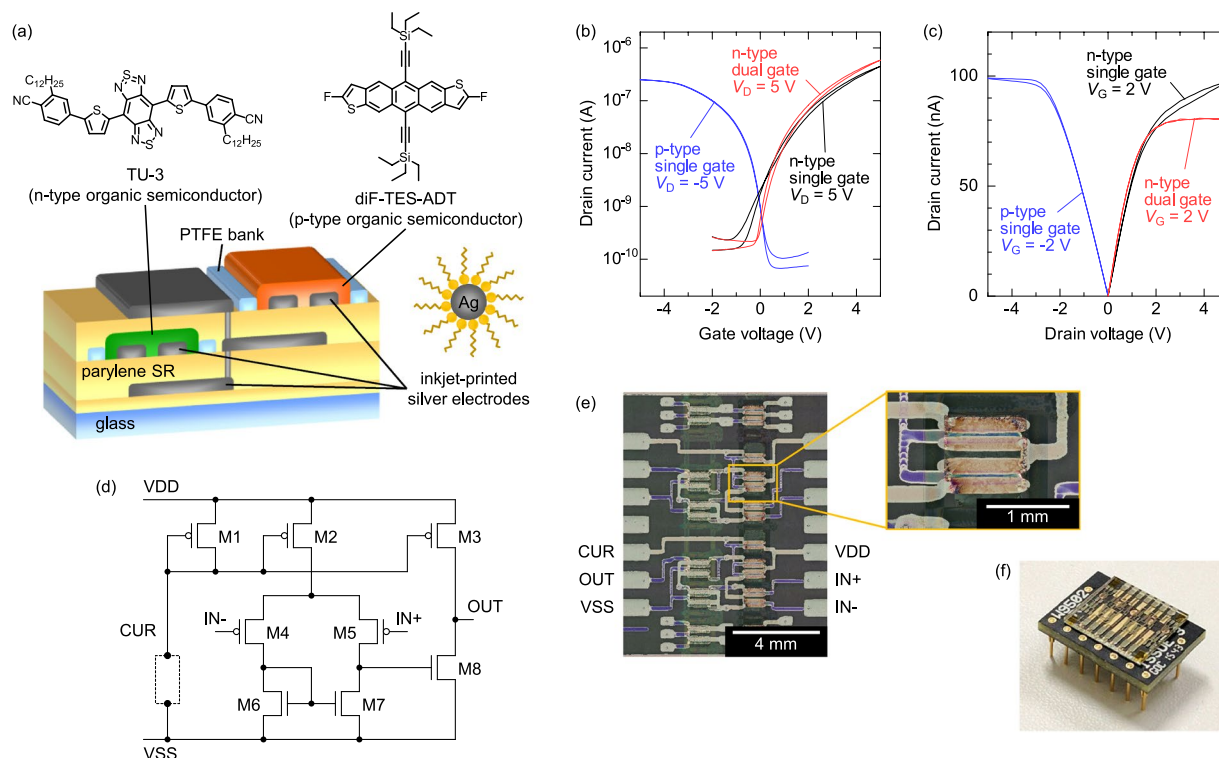 (a)
C12H25
NC
S
N N
S
S
N N
S
CN
C12H25
TU-3
(n-type organic semiconductor)
Si
F
S
S
F
Si
diF-TES-ADT
(p-type organic semiconductor)
PTFE bank
Ag
parylene SR
inkjet-printed
silver electrodes
glass
(b)
Drain current (A)
10-6
10-7
10-8
10-9
10-10
n-type
dual gate
VD = 5 V
p-type
single gate
VD = -5 V
n-type
single gate
VD = 5 V
-4 -2 0 2 4
Gate voltage (V)
(c)
Drain current (nA)
100
50
0
n-type
single gate
VG = 2 V
p-type
single gate
VG = -2 V
n-type
dual gate
VG = 2 V
-4 -2 0 2 4
Drain voltage (V)
(d)
VDD
M1
M2
M3
IN-
M4
M5
IN+
OUT
CUR
M8
M6
M7
VSS
(e)
CUR
OUT
VSS
VDD
IN+
IN-
4 mm
1 mm
(f)